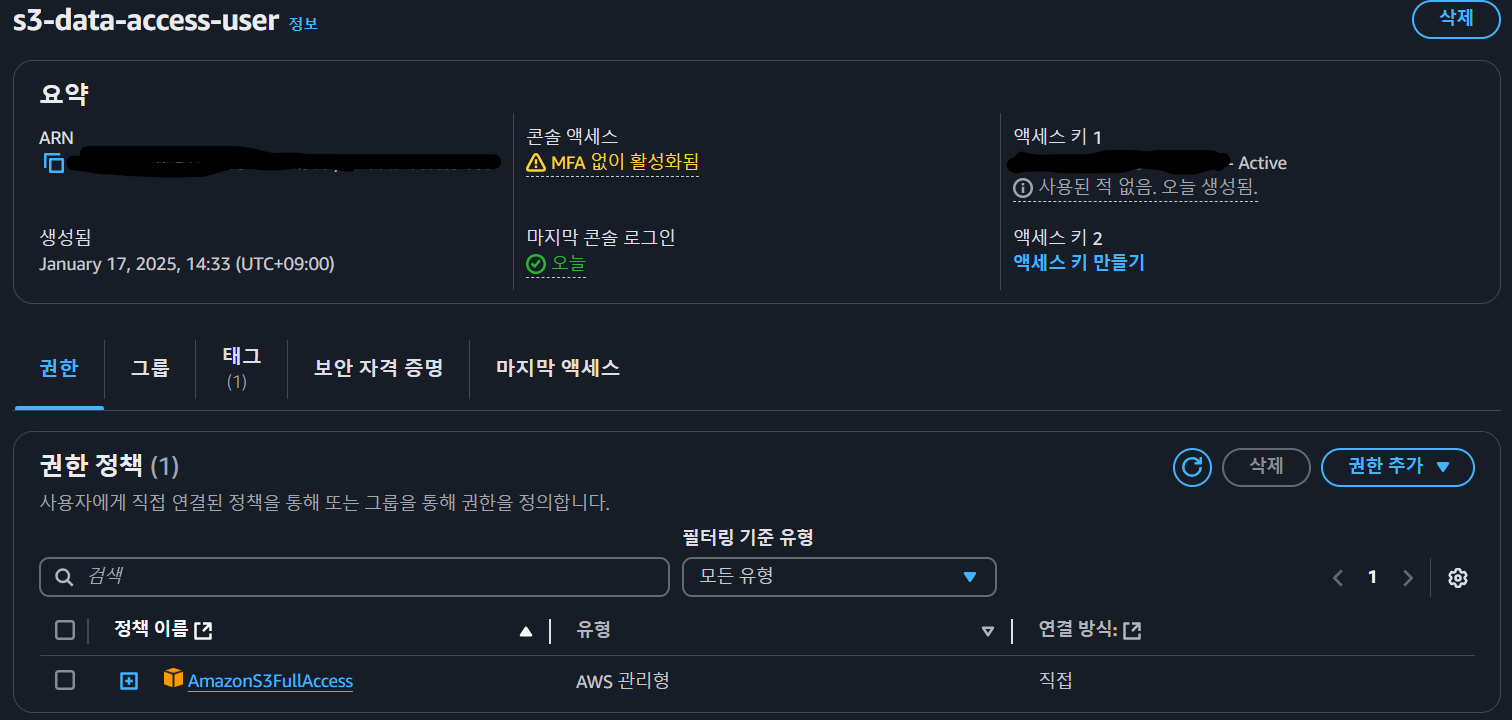 s3-data-access-user 정보
삭제
요약
ARN
생성됨
January 17, 2025, 14:33 (UTC+09:00)
콘솔 액세스
MFA 없이 활성화됨
마지막 콘솔 로그인
오늘
액세스 키 1
- Active
사용된 적 없음. 오늘 생성됨.
액세스 키 2
액세스 키 만들기
권한
그룹
태그
(1)
보안 자격 증명
마지막 액세스
권한 정책 (1)
삭제
권한 추가
사용자에게 직접 연결된 정책을 통해 또는 그룹을 통해 권한을 정의합니다.
필터링 기준 유형
검색
모든 유형
1
정책 이름
유형
연결 방식:
AmazonS3FullAccess
AWS 관리형
직접